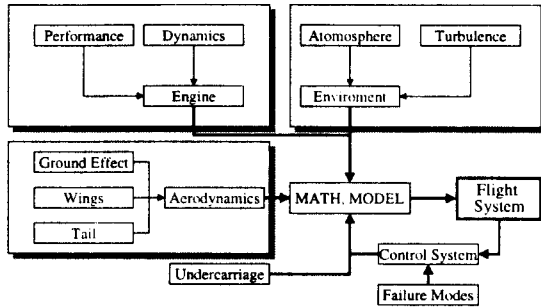 Performance
Dynamics
Engine
Atomosphere
Turbulence
Enviroment
Ground Effect
Wings
Tail
Aerodynamics
MATH. MODEL
Flight
System
Control System
Undercarriage
Failure Modes